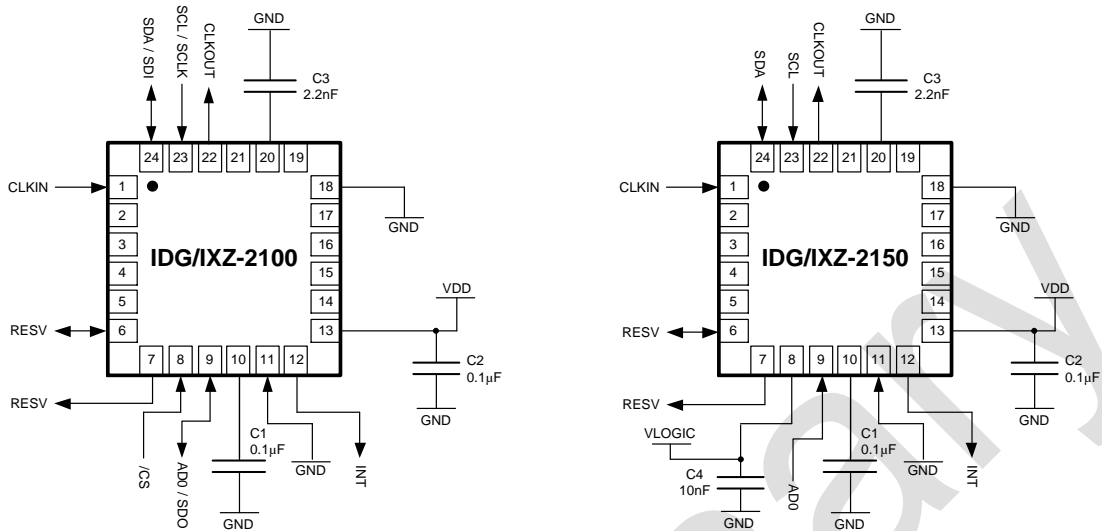 GND
SDA / SDI
SCL / SCLK
CLKOUT
C3
2.2nF
24 23 22 21 20 19
CLKIN
1
2
3
4
5
6
18
17
16
15
14
13
IDG/IXZ-2100
GND
VDD
RESV
7 8 9 10 11 12
C2
0.1µF
GND
RESV
/CS
AD0 / SDO
C1
0.1µF
GND
GND
INT
GND
SDA
SCL
CLKOUT
C3
2.2nF
24 23 22 21 20 19
CLKIN
1
2
3
4
5
6
18
17
16
15
14
13
IDG/IXZ-2150
GND
VDD
RESV
7 8 9 10 11 12
C2
0.1µF
GND
RESV
VLOGIC
C4
10nF
GND
AD0
C1
0.1µF
GND
GND
INT